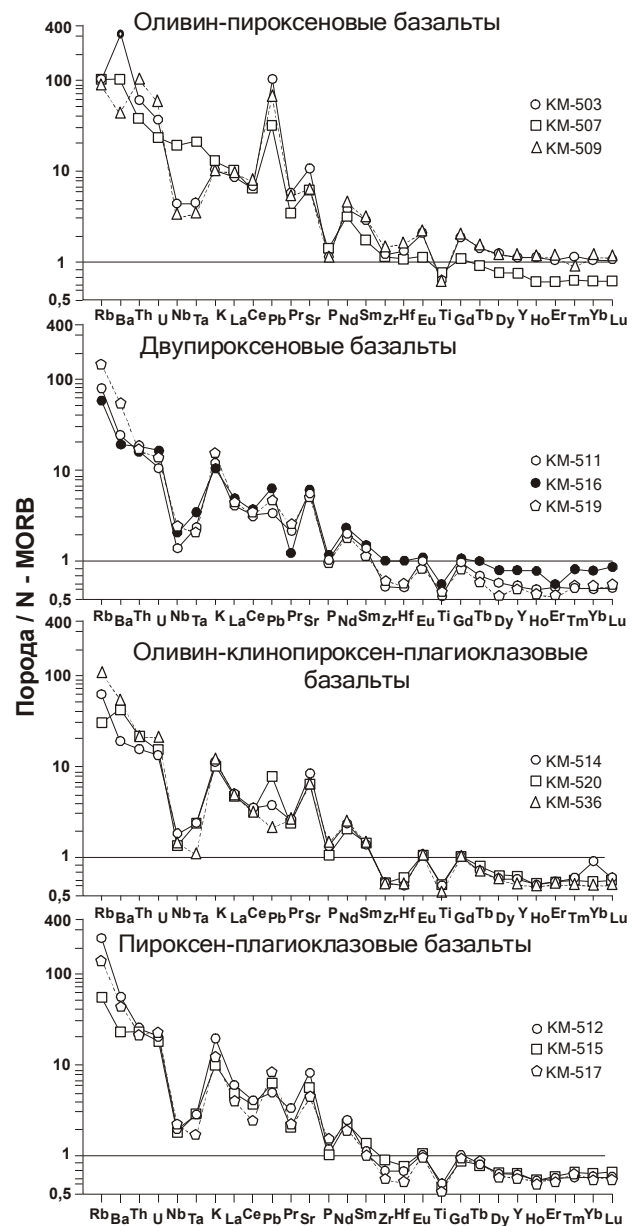 Оливин-пироксеновые базальты
400
100
10
1
0,5
KM-503
KM-507
KM-509
Rb Ba Th U Nb Ta K La Ce Pb Pr Sr P Nd Sm Zr Hf Eu Ti Gd Tb Dy Y Ho Er Tm Yb Lu
Двупироксеновые базальты
400
100
10
1
0,5
KM-511
KM-516
KM-519
Rb Ba Th U Nb Ta K La Ce Pb Pr Sr P Nd Sm Zr Hf Eu Ti Gd Tb Dy Y Ho Er Tm Yb Lu
Оливин-клинопироксен-плагиоклазовые
базальты
400
100
10
1
0,5
KM-514
KM-520
KM-536
Rb Ba Th U Nb Ta K La Ce Pb Pr Sr P Nd Sm Zr Hf Eu Ti Gd Tb Dy Y Ho Er Tm Yb Lu
Пироксен-плагиоклазовые базальты
400
100
10
1
0,5
KM-512
KM-515
KM-517
Rb Ba Th U Nb Ta K La Ce Pb Pr Sr P Nd Sm Zr Hf Eu Ti Gd Tb Dy Y Ho Er Tm Yb Lu
Порода / N - MORB